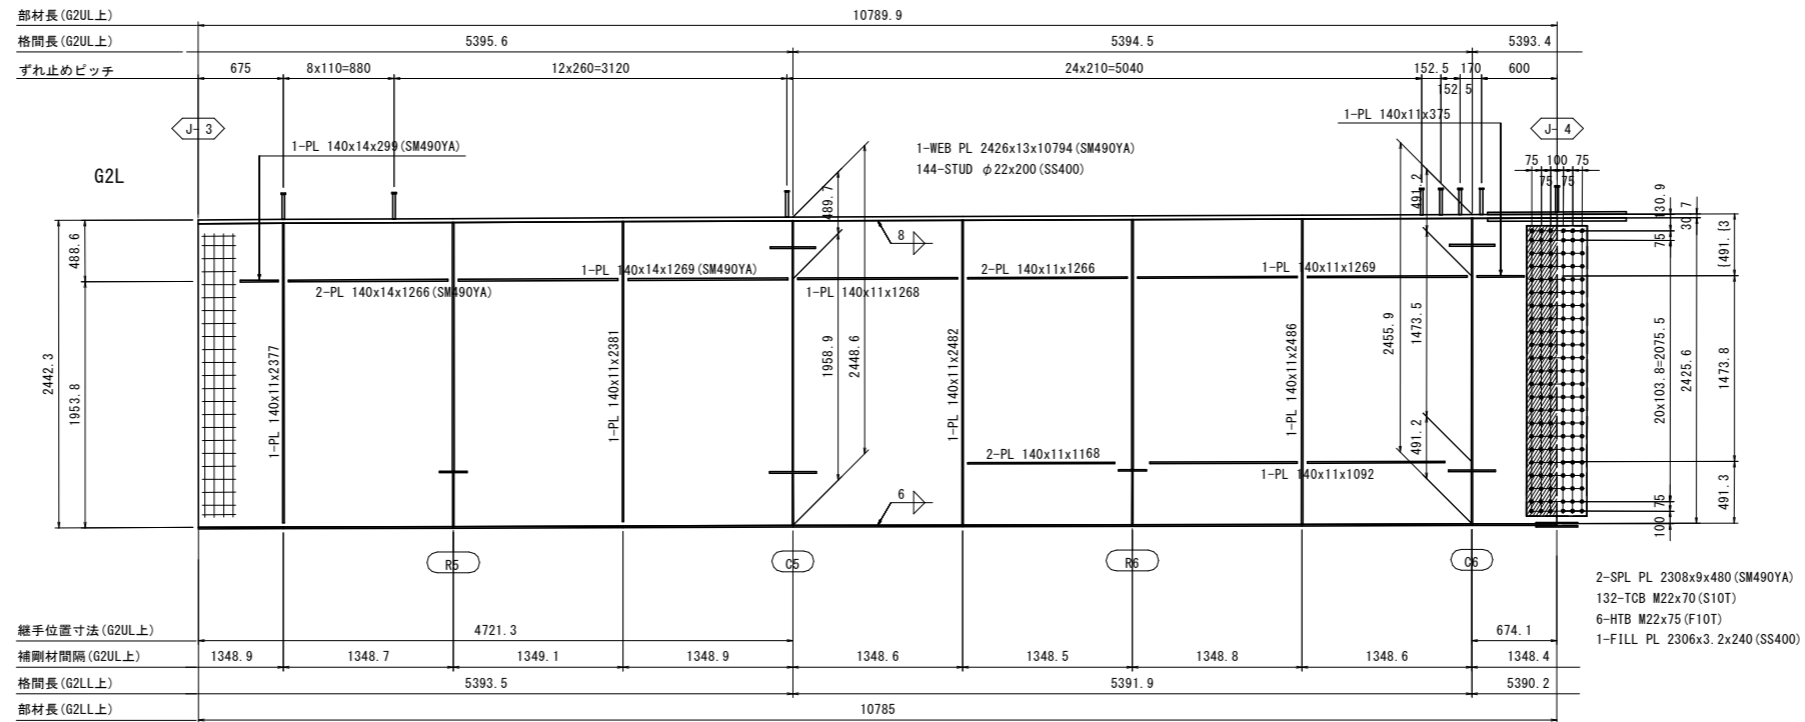 部材長(G2UL上) 10789.9
格間長(G2UL上) 5395.6 5394.5 5393.4
ずれ止めピッチ 675 8x110=880 12x260=3120 24x210=5040 152.5 170 600
152.5
1-PL 140x11x375
J- 3
J- 4
1-PL 140x14x299(SM490YA)
1-WEB PL 2426x13x10794(SM490YA)
144-STUD φ22x200(SS400)
G2L
75 100 75
75 75
489.7
491.2
130.9
30.7
488.6
8
75
(491.(3
1-PL 140x14x1269(SM490YA)
2-PL 140x11x1266
1-PL 140x11x1269
2-PL 140x14x1266(SM490YA)
1-PL 140x11x1268
2442.3
1953.8
1-PL 140x11x2377
1-PL 140x11x2381
1958.9
2448.6
1-PL 140x11x2482
1-PL 140x11x2486
2455.9
1473.5
20x103.8=2075.5
2425.6
1473.8
2-PL 140x11x1168
491.2
1-PL 140x11x1092
6
75
100
491.3
R5
C5
R6
C6
2-SPL PL 2308x9x480(SM490YA)
132-TCB M22x70(S10T)
6-HTB M22x75(F10T)
1-FILL PL 2306x3.2x240(SS400)
継手位置寸法(G2UL上) 4721.3 674.1
補剛材間隔(G2UL上) 1348.9 1348.7 1349.1 1348.9 1348.6 1348.5 1348.8 1348.6 1348.4
格間長(G2LL上) 5393.5 5391.9 5390.2
部材長(G2LL上) 10785